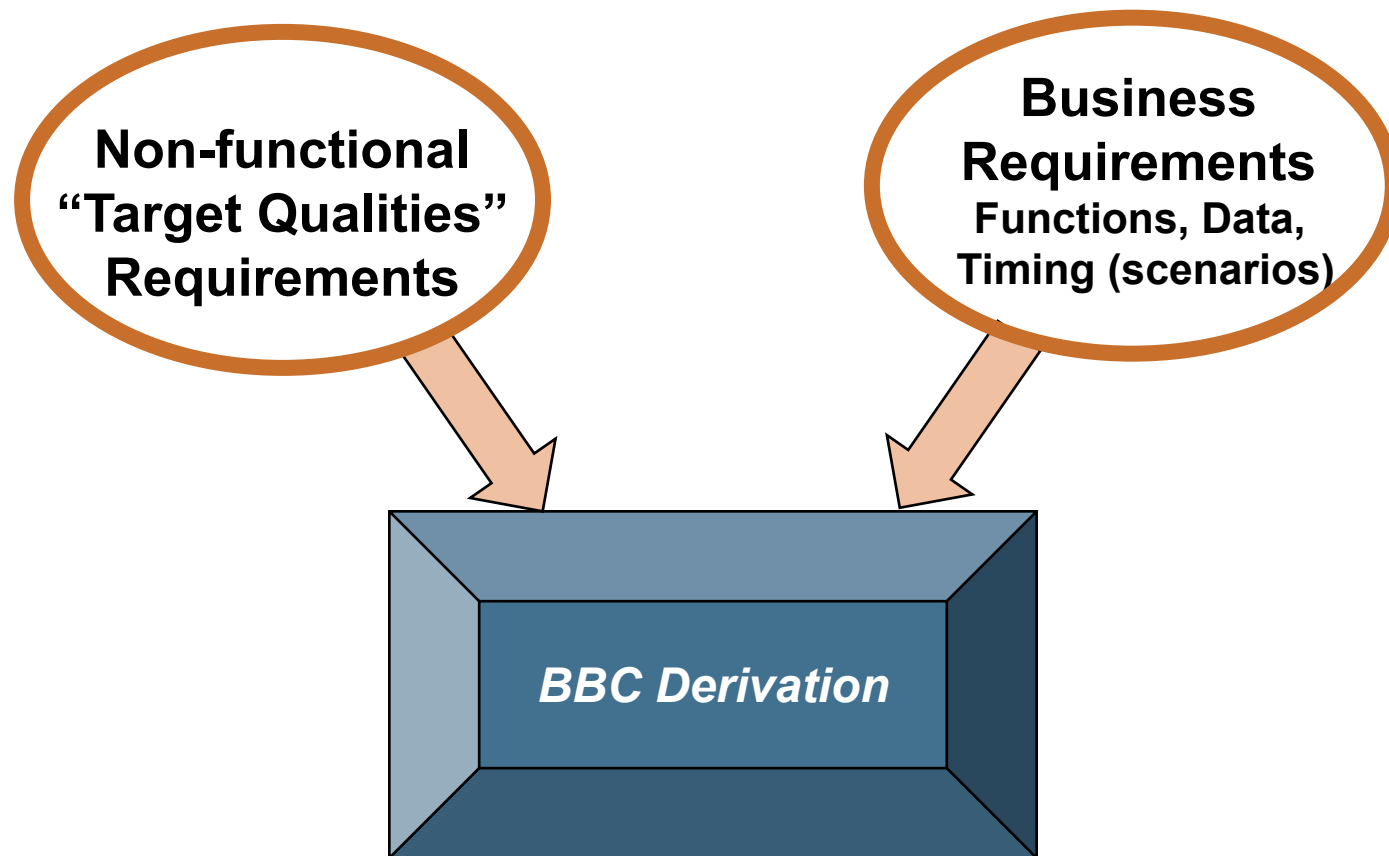 Non-functional
“Target Qualities”
Requirements
Business
Requirements
Functions, Data,
Timing (scenarios)
BBC Derivation